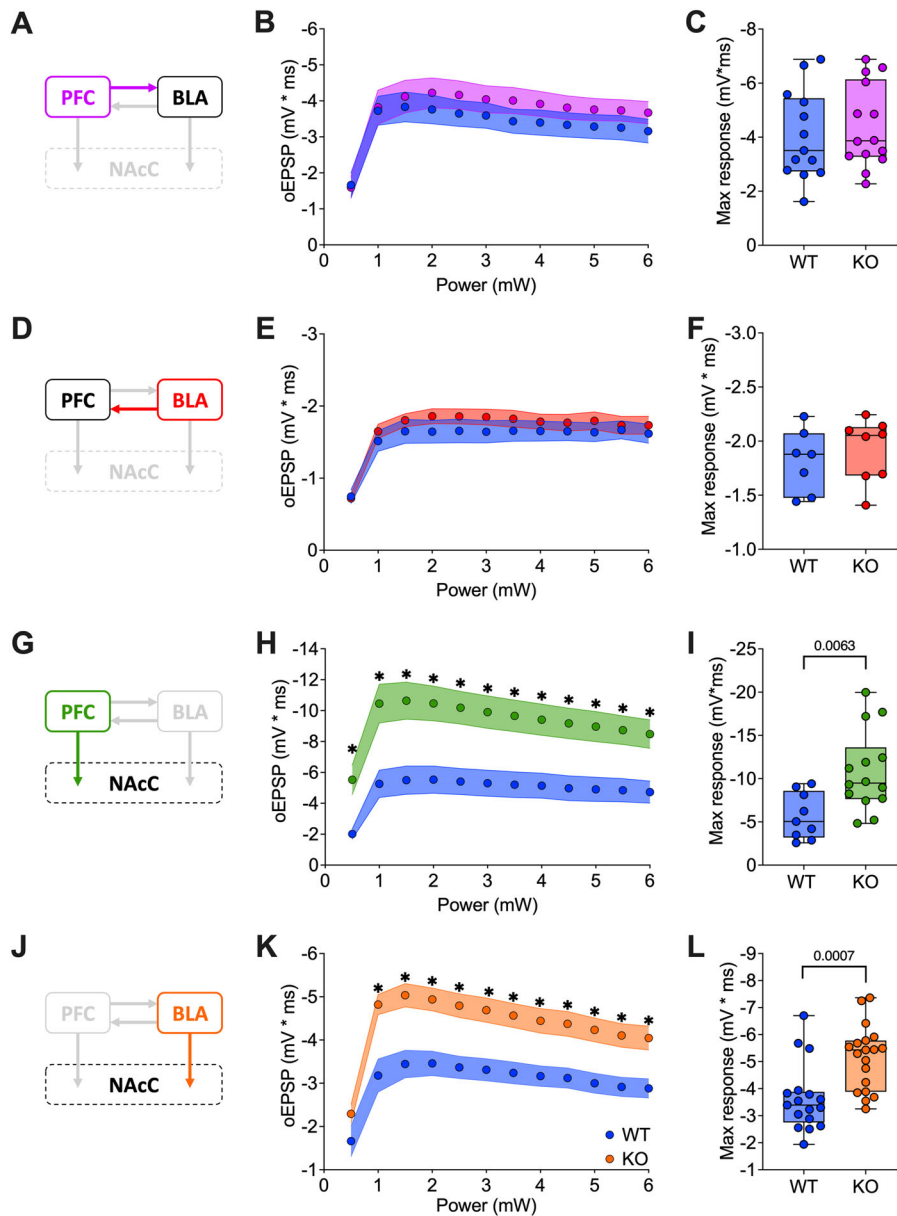 A
PFC
BLA
NAcC
B
oEPSP (mV * ms)
-6
-5
-4
-3
-2
-1
0
0 1 2 3 4 5 6
Power (mW)
C
Max response (mV*ms)
-8
-6
-4
-2
0
WT KO
D
PFC
BLA
NAcC
E
oEPSP (mV * ms)
-3
-2
-1
0
0 1 2 3 4 5 6
Power (mW)
F
Max response (mV * ms)
-3.0
-2.5
-2.0
-1.5
-1.0
WT KO
G
PFC
BLA
NAcC
H
oEPSP (mV * ms)
-14
-12
-10
-8
-6
-4
-2
0
* * * * * * * * * * * *
0 1 2 3 4 5 6
Power (mW)
I
Max response (mV*ms)
0.0063
-25
-20
-15
-10
-5
0
WT KO
J
PFC
BLA
NAcC
K
oEPSP (mV * ms)
-6
-5
-4
-3
-2
-1
* * * * * * * * * * *
WT
KO
0 1 2 3 4 5 6
Power (mW)
L
Max response (mV * ms)
0.0007
-9
-8
-7
-6
-5
-4
-3
-2
-1
WT KO